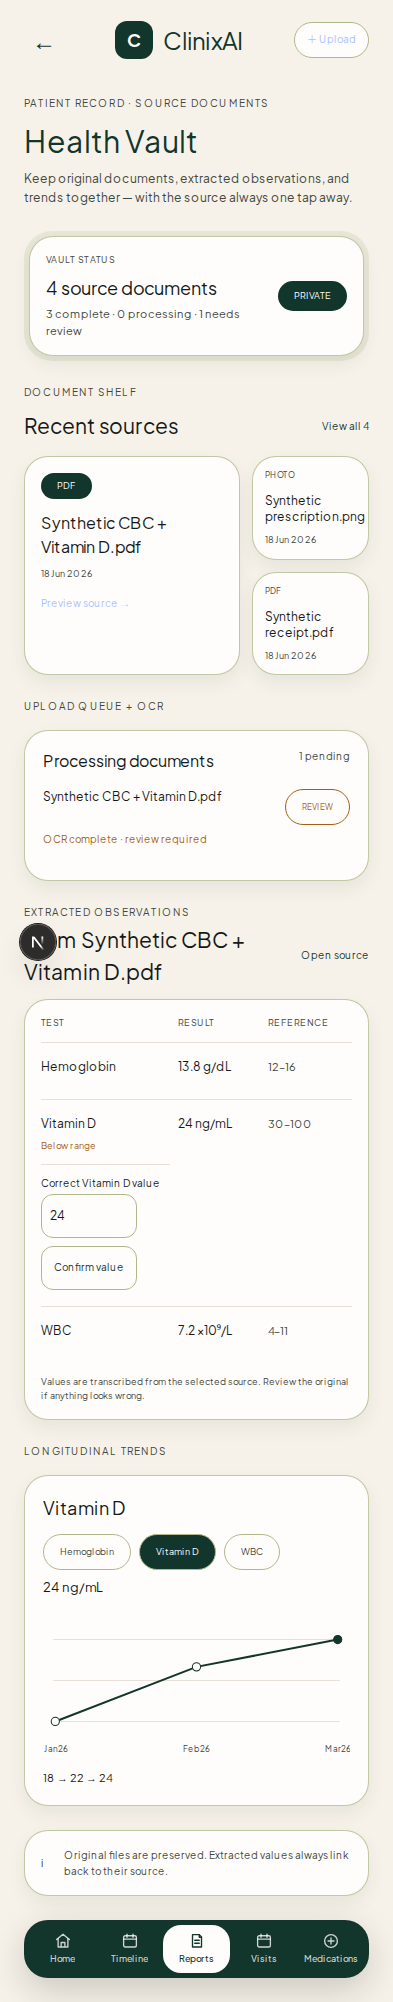 ←
C ClinixAI
+ Upload
PATIENT RECORD · SOURCE DOCUMENTS
Health Vault
Keep original documents, extracted observations, and
trends together — with the source always one tap away.
VAULT STATUS
4 source documents
3 complete · 0 processing · 1 needs
review
PRIVATE
DOCUMENT SHELF
Recent sources
View all 4
PDF
Synthetic CBC +
Vitamin D.pdf
18 Jun 2026
Preview source →
PHOTO
Synthetic
prescription.png
18 Jun 2026
PDF
Synthetic
receipt.pdf
18 Jun 2026
UPLOAD QUEUE + OCR
Processing documents
1 pending
Synthetic CBC + Vitamin D.pdf
REVIEW
OCR complete · review required
EXTRACTED OBSERVATIONS
N
m Synthetic CBC +
Vitamin D.pdf
Open source
TEST RESULT REFERENCE
Hemoglobin 13.8 g/dL 12–16
Vitamin D 24 ng/mL 30–100
Below range
Correct Vitamin D value
24
Confirm value
WBC 7.2 ×10⁹/L 4–11
Values are transcribed from the selected source. Review the original
if anything looks wrong.
LONGITUDINAL TRENDS
Vitamin D
Hemoglobin Vitamin D WBC
24 ng/mL
Jan 26 Feb 26 Mar 26
18 → 22 → 24
i
Original files are preserved. Extracted values always link
back to their source.
Home Timeline Reports Visits Medications